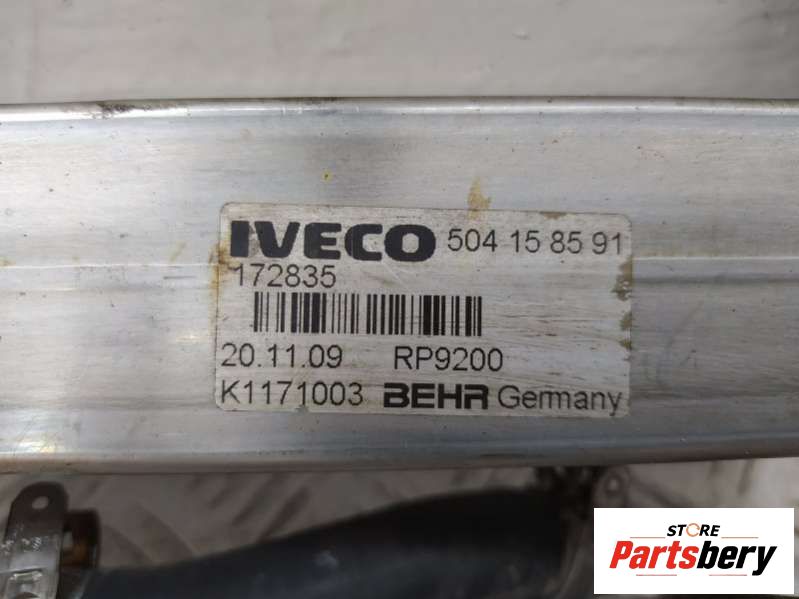 IVECO 504 15 85 91
172835
20.11.09 RP9200
K1171003 BEHR Germany
STORE
Partsbery